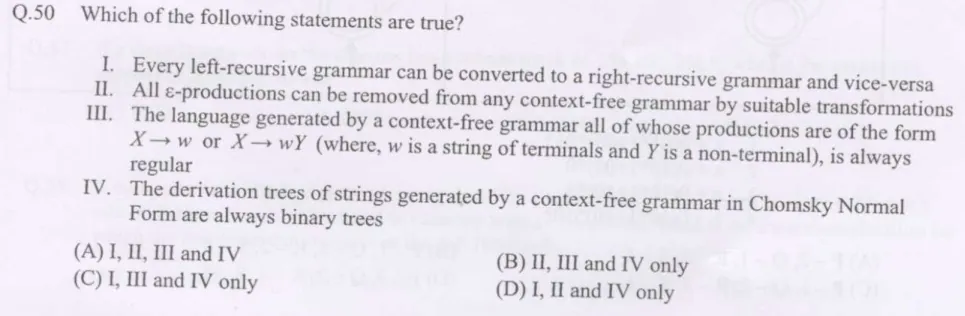 Q.50 Which of the following statements are true?
I. Every left-recursive grammar can be converted to a right-recursive grammar and vice-versa
II. All ε-productions can be removed from any context-free grammar by suitable transformations
III. The language generated by a context-free grammar all of whose productions are of the form
X → w or X → wY (where, w is a string of terminals and Y is a non-terminal), is always
regular
IV. The derivation trees of strings generated by a context-free grammar in Chomsky Normal
Form are always binary trees
(A) I, II, III and IV
(B) II, III and IV only
(C) I, III and IV only
(D) I, II and IV only